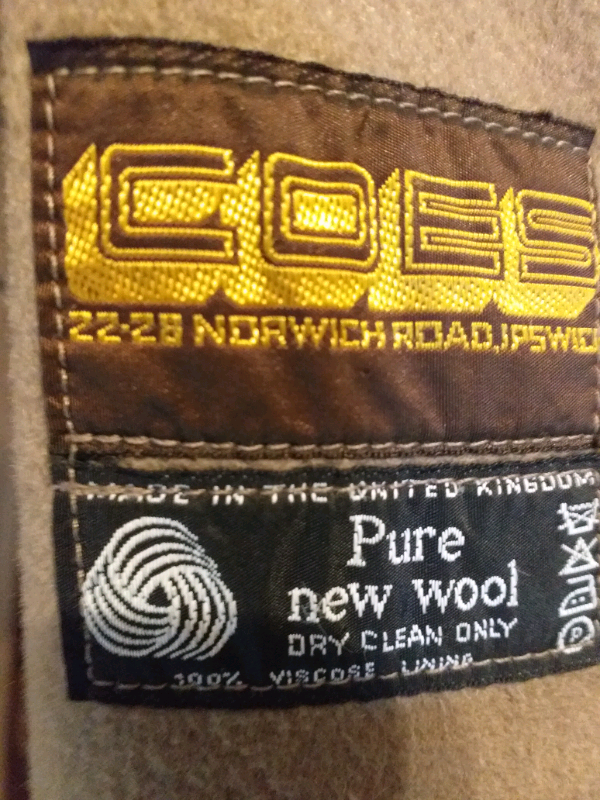 COES
22-28 NORWICH ROAD, IPSWIC
MADE IN THE UNITED KINGDOM
Pure
new wool
DRY CLEAN ONLY
100% VISCOSE LINING
P